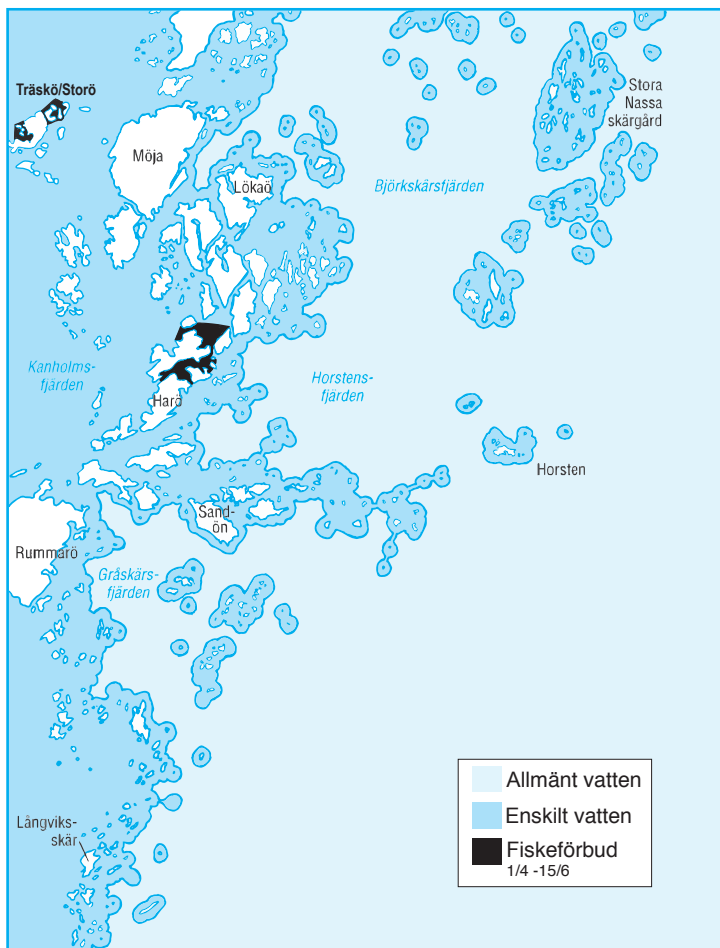 Träskö/Storö
Stora
Nassa
skärgård
Möja
Lökaö
Björkskärsfjärden
Kanholms-
fjärden
Horstens-
fjärden
Harö
Horsten
Sand-
ön
Rummarö
Gråskärs-
fjärden
Långviks-
skär
Allmänt vatten
Enskilt vatten
Fiskeförbud
1/4 -15/6